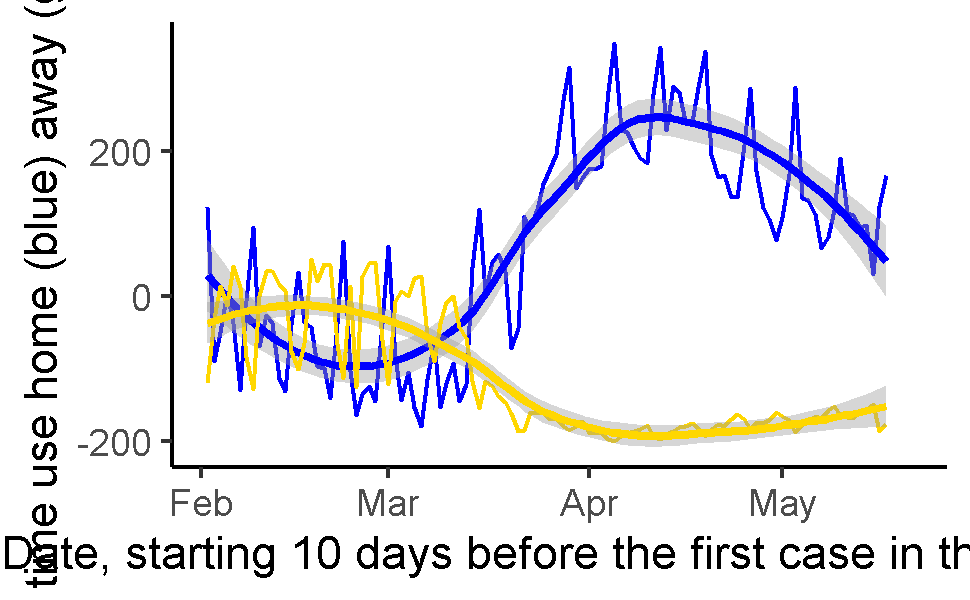 time use home (blue) away (
200
0
-200
Feb Mar Apr May
Date, starting 10 days before the first case in th